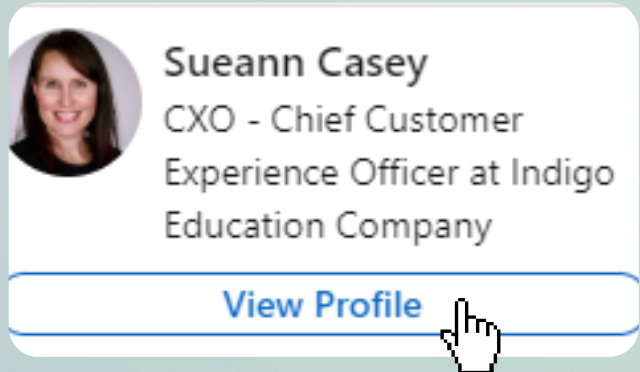 Sueann Casey
CXO - Chief Customer
Experience Officer at Indigo
Education Company
View Profile